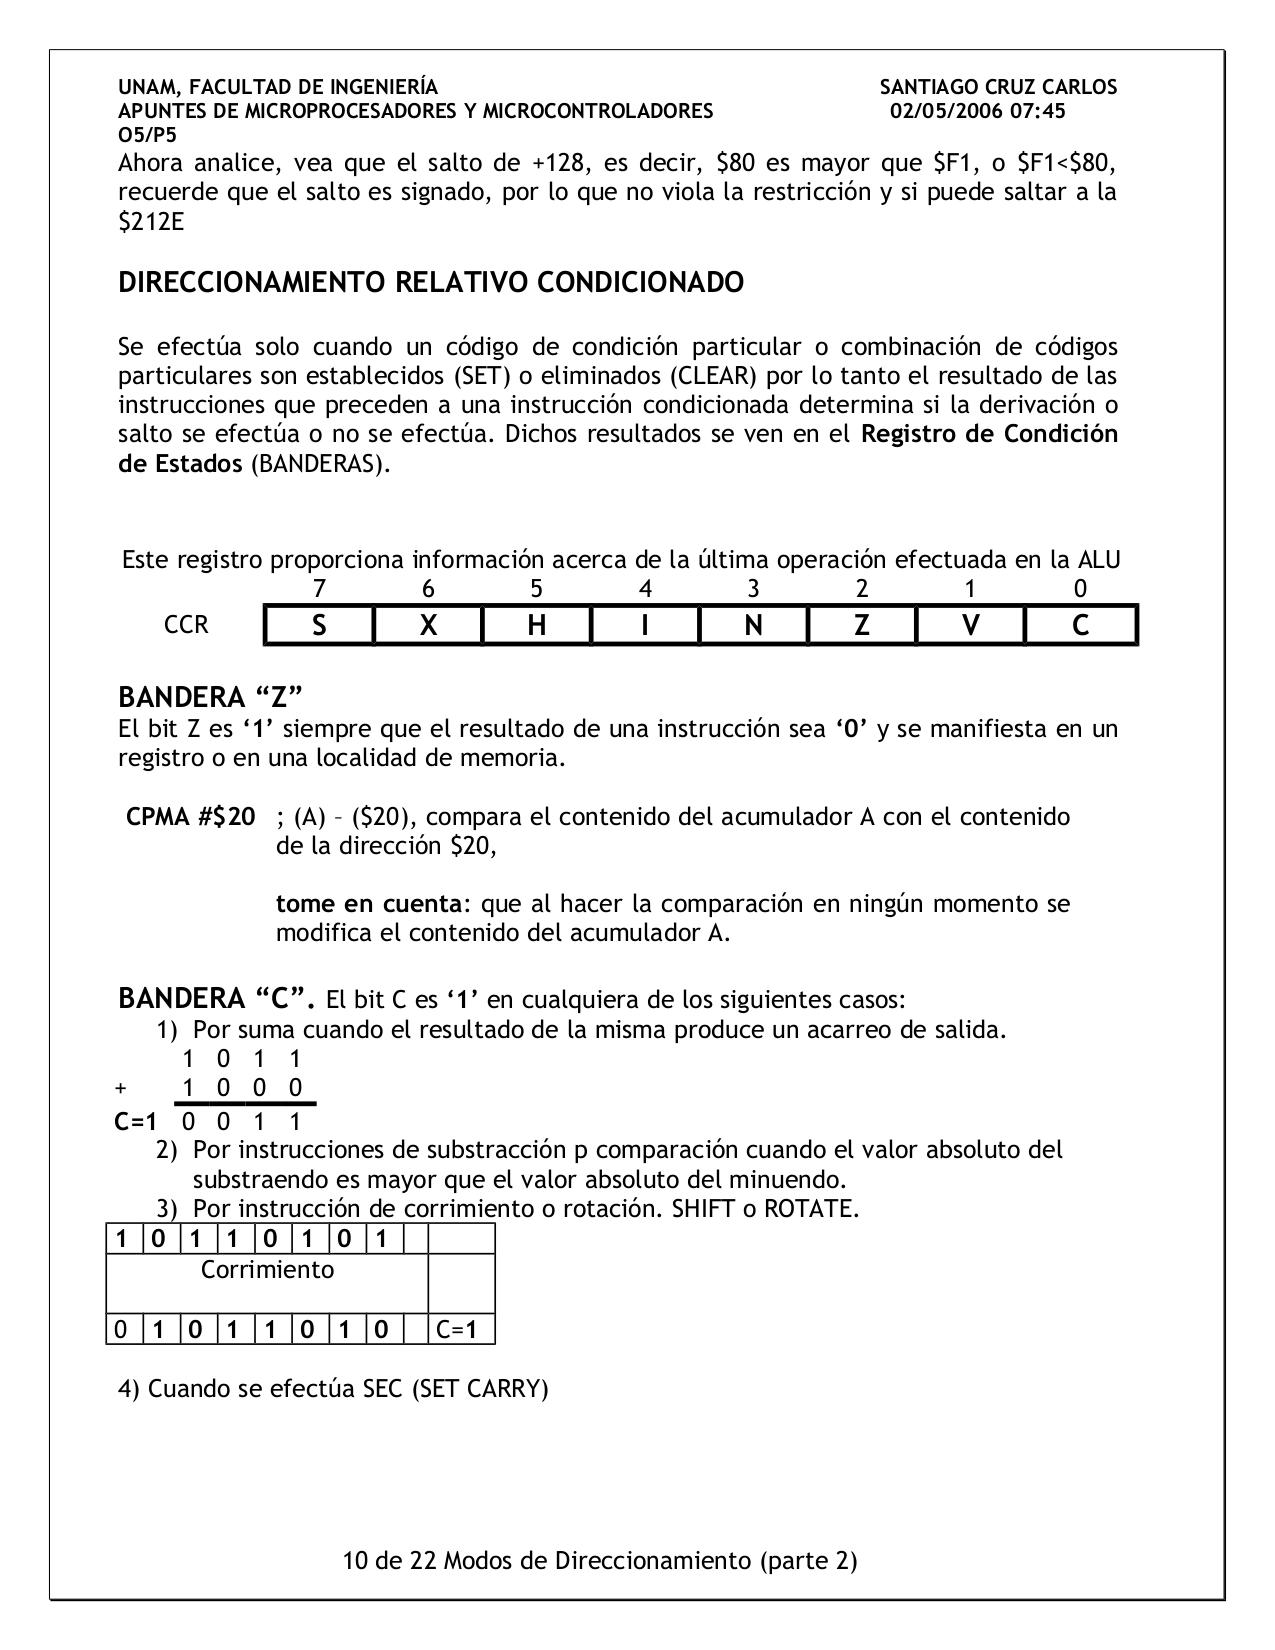 UNAM, FACULTAD DE INGENIERÍA SANTIAGO CRUZ CARLOS
APUNTES DE MICROPROCESADORES Y MICROCONTROLADORES 02/05/2006 07:45
O5/P5
Ahora analice, vea que el salto de +128, es decir, $80 es mayor que $F1, o $F1<$80,
recuerde que el salto es signado, por lo que no viola la restricción y si puede saltar a la
$212E
DIRECCIONAMIENTO RELATIVO CONDICIONADO
Se efectúa solo cuando un código de condición particular o combinación de códigos
particulares son establecidos (SET) o eliminados (CLEAR) por lo tanto el resultado de las
instrucciones que preceden a una instrucción condicionada determina si la derivación o
salto se efectúa o no se efectúa. Dichos resultados se ven en el Registro de Condición
de Estados (BANDERAS).
Este registro proporciona información acerca de la última operación efectuada en la ALU
7 6 5 4 3 2 1 0
CCR S X H I N Z V C
BANDERA “Z”
El bit Z es ‘1’ siempre que el resultado de una instrucción sea ‘0’ y se manifiesta en un
registro o en una localidad de memoria.
CPMA #$20 ; (A) – ($20), compara el contenido del acumulador A con el contenido
de la dirección $20,
tome en cuenta: que al hacer la comparación en ningún momento se
modifica el contenido del acumulador A.
BANDERA “C”. El bit C es ‘1’ en cualquiera de los siguientes casos:
1) Por suma cuando el resultado de la misma produce un acarreo de salida.
1 0 1 1
+ 1 0 0 0
C=1 0 0 1 1
2) Por instrucciones de substracción p comparación cuando el valor absoluto del
substraendo es mayor que el valor absoluto del minuendo.
3) Por instrucción de corrimiento o rotación. SHIFT o ROTATE.
1 0 1 1 0 1 0 1
Corrimiento
0 1 0 1 1 0 1 0 C=1
4) Cuando se efectúa SEC (SET CARRY)
10 de 22 Modos de Direccionamiento (parte 2)